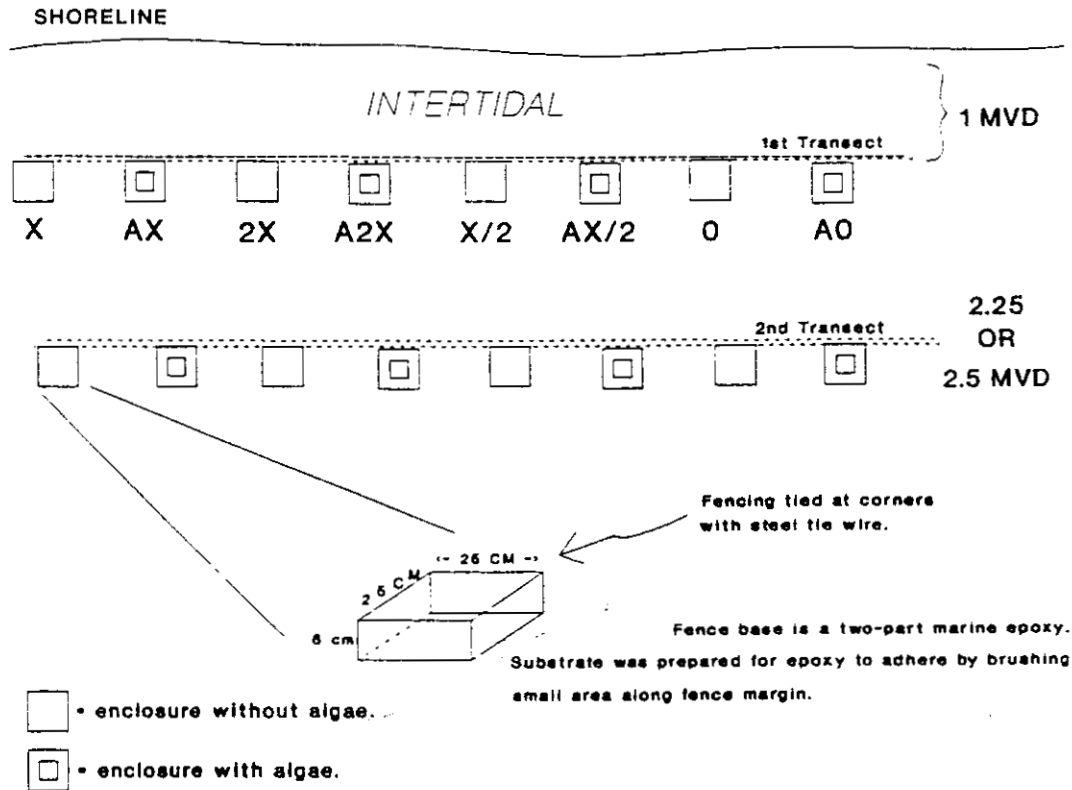 SHORELINE
INTERTIDAL
1 MVD
1st Transect
X AX 2X A2X X/2 AX/2 0 A0
2.25
OR
2.5 MVD
2nd Transect
Fencing tied at corners
with steel tie wire.
<- 25 CM ->
25 CM
6 cm
Fence base is a two-part marine epoxy.
Substrate was prepared for epoxy to adhere by brushing
small area along fence margin.
- enclosure without algae.
- enclosure with algae.